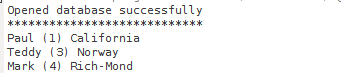 Opened database successfully
****************************
Paul (1) California
Teddy (3) Norway
Mark (4) Rich-Mond